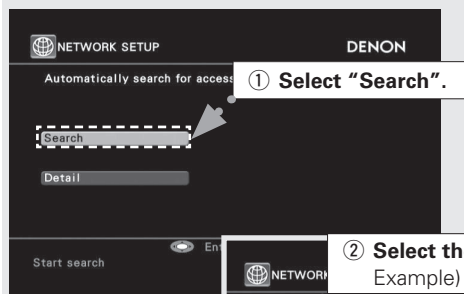 NETWORK SETUP
DENON
Automatically search for access
① Select “Search”.
Search
Detail
Start search
② Select th
NETWORK
Example)